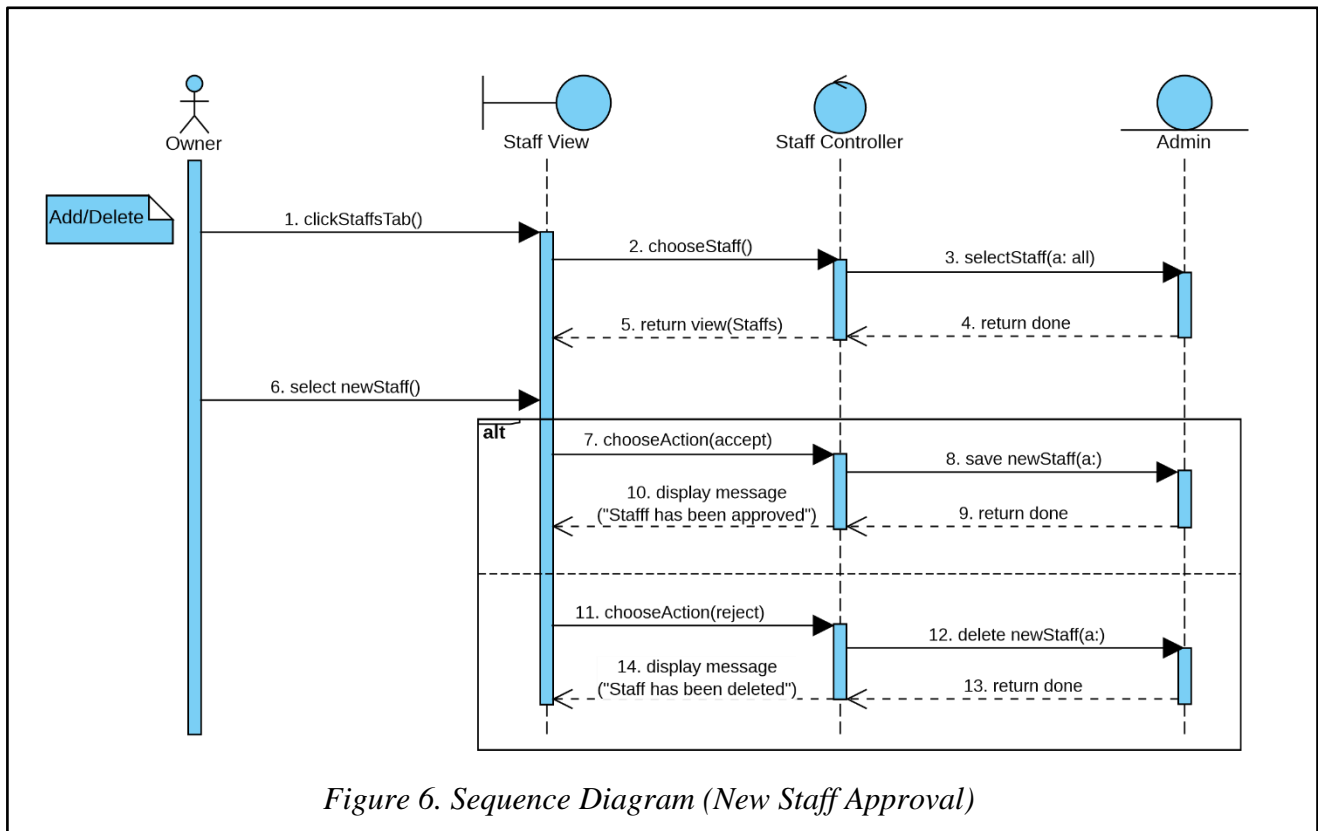 Owner
Staff View
Staff Controller
Admin
Add/Delete
1. clickStaffsTab()
2. chooseStaff()
3. selectStaff(a: all)
4. return done
5. return view(Staffs)
6. select newStaff()
alt
7. chooseAction(accept)
8. save newStaff(a:)
9. return done
10. display message
("Stafff has been approved")
11. chooseAction(reject)
12. delete newStaff(a:)
13. return done
14. display message
("Staff has been deleted")
Figure 6. Sequence Diagram (New Staff Approval)